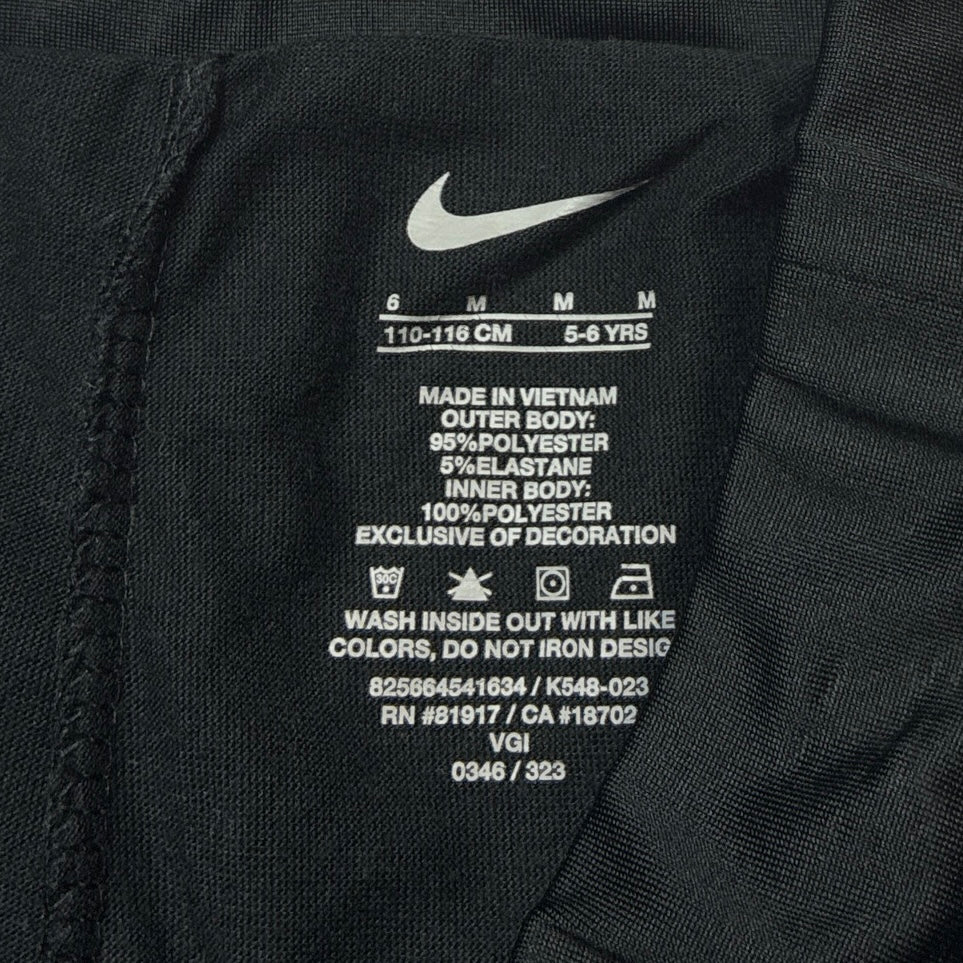 6 M M M
110-116 CM 5-6 YRS
MADE IN VIETNAM
OUTER BODY:
95%POLYESTER
5%ELASTANE
INNER BODY:
100%POLYESTER
EXCLUSIVE OF DECORATION
30C
WASH INSIDE OUT WITH LIKE
COLORS, DO NOT IRON DESIG
825664541634 / K548-023
RN #81917 / CA #18702
VGI
0346 / 323